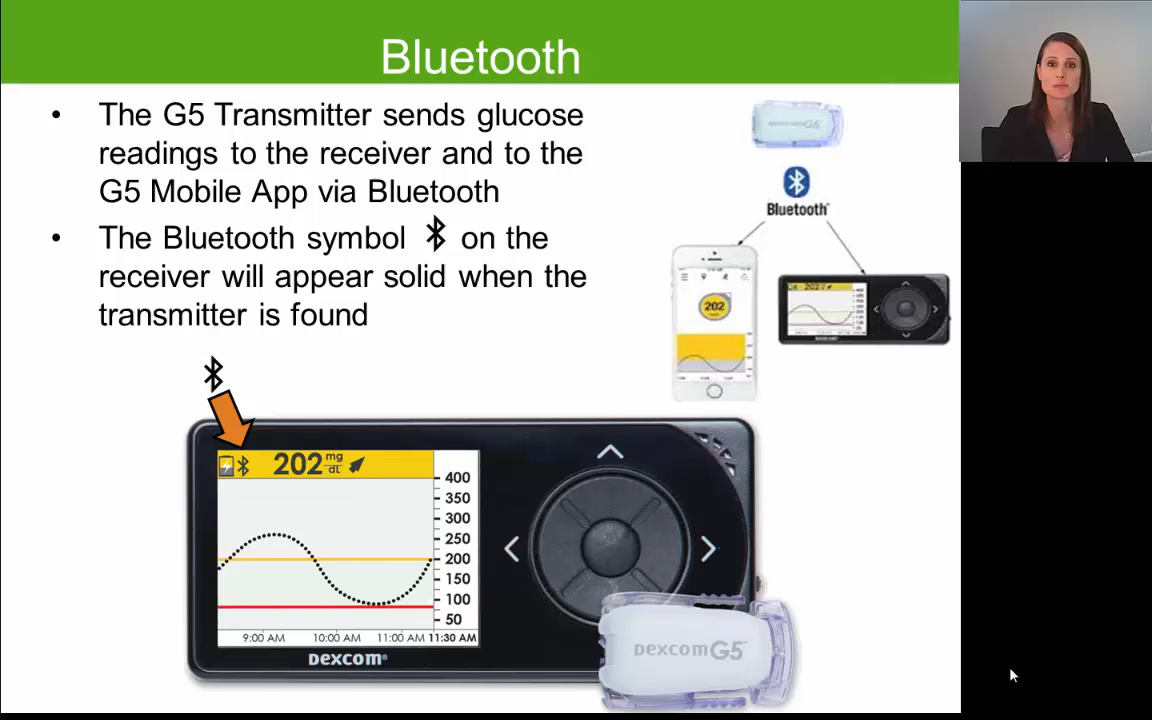 Bluetooth
• The G5 Transmitter sends glucose
readings to the receiver and to the
G5 Mobile App via Bluetooth
• The Bluetooth symbol on the
receiver will appear solid when the
transmitter is found
Bluetooth
202
202
202 mg/dL
400
350
300
250
200
150
100
50
9:00 AM 10:00 AM 11:00 AM 11:30 AM
Dexcom®
Dexcom G5™